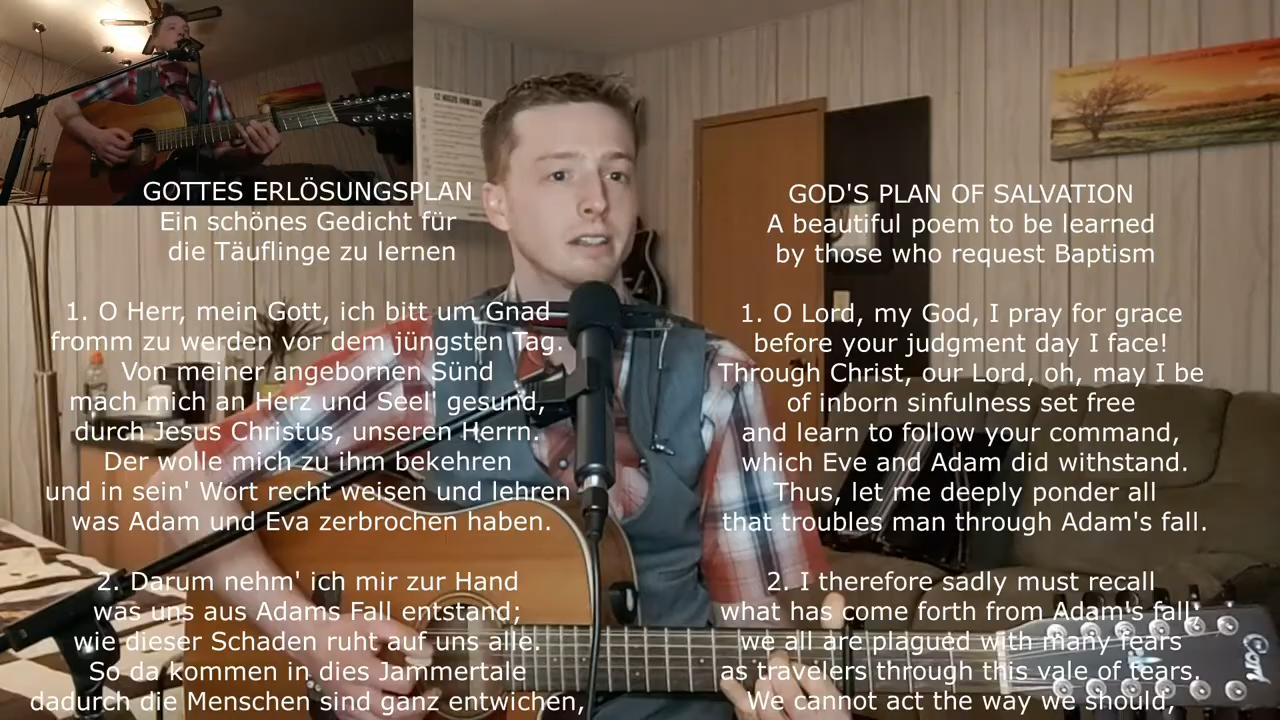 GOTTES ERLÖSUNGSPLAN
Ein schönes Gedicht für
die Täuflinge zu lernen
1. O Herr, mein Gott, ich bitt um Gnad
fromm zu werden vor dem jüngsten Tag.
Von meiner angebornen Sünd
mach mich an Herz und Seel' gesund,
durch Jesus Christus, unseren Herrn.
Der wolle mich zu ihm bekehren
und in sein' Wort recht weisen und lehren
was Adam und Eva zerbrochen haben.
2. Darum nehm' ich mir zur Hand
was uns aus Adams Fall entstand;
wie dieser Schaden ruht auf uns alle.
So da kommen in dies Jammertale
dadurch die Menschen sind ganz entwichen,
GOD'S PLAN OF SALVATION
A beautiful poem to be learned
by those who request Baptism
1. O Lord, my God, I pray for grace
before your judgment day I face!
Through Christ, our Lord, oh, may I be
of inborn sinfulness set free
and learn to follow your command,
which Eve and Adam did withstand.
Thus, let me deeply ponder all
that troubles man through Adam's fall.
2. I therefore sadly must recall
what has come forth from Adam's fall;
we all are plagued with many fears
as travelers through this vale of tears.
We cannot act the way we should,
Cort